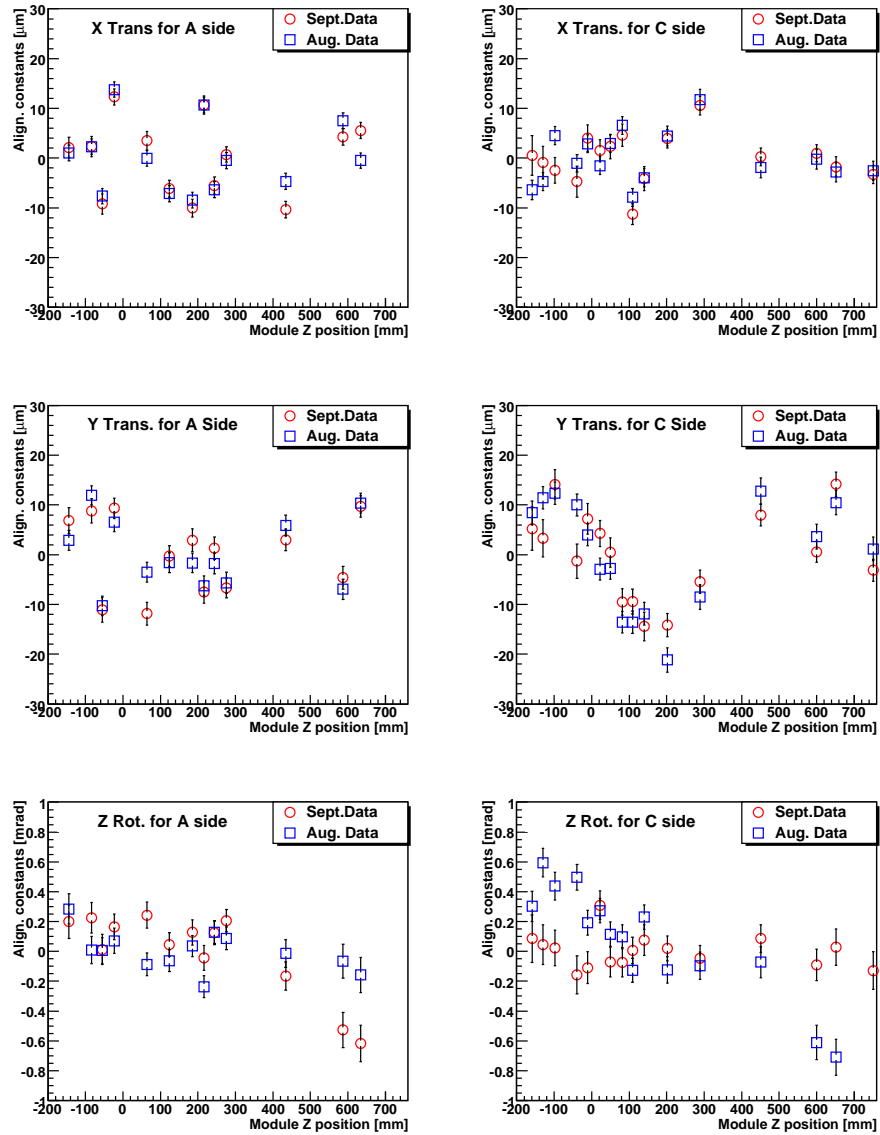 Align. constants [μm]
30
20
10
0
-10
-20
-30
X Trans for A side
Sept.Data
Aug. Data
-200 -100 0 100 200 300 400 500 600 700
Module Z position [mm]
Align. constants [μm]
30
20
10
0
-10
-20
-30
X Trans. for C side
Sept.Data
Aug. Data
-200 -100 0 100 200 300 400 500 600 700
Module Z position [mm]
Align. constants [μm]
30
20
10
0
-10
-20
-30
Y Trans. for A Side
Sept.Data
Aug. Data
-200 -100 0 100 200 300 400 500 600 700
Module Z position [mm]
Align. constants [μm]
30
20
10
0
-10
-20
-30
Y Trans. for C Side
Sept.Data
Aug. Data
-200 -100 0 100 200 300 400 500 600 700
Module Z position [mm]
Align. constants [mrad]
1
0.8
0.6
0.4
0.2
0
-0.2
-0.4
-0.6
-0.8
-1
Z Rot. for A side
Sept.Data
Aug. Data
-200 -100 0 100 200 300 400 500 600 700
Module Z position [mm]
Align. constants [mrad]
1
0.8
0.6
0.4
0.2
0
-0.2
-0.4
-0.6
-0.8
-1
Z Rot. for C side
Sept.Data
Aug. Data
-200 -100 0 100 200 300 400 500 600 700
Module Z position [mm]